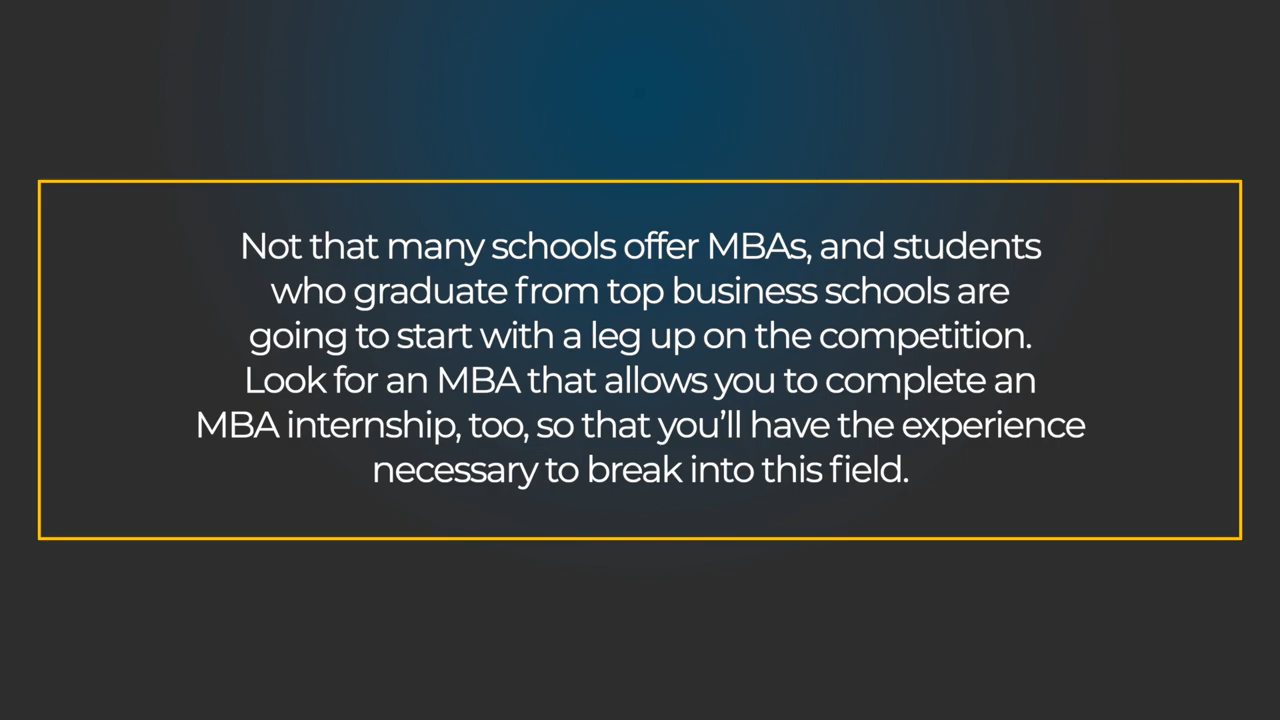 Not that many schools offer MBAs, and students
who graduate from top business schools are
going to start with a leg up on the competition.
Look for an MBA that allows you to complete an
MBA internship, too, so that you’ll have the experience
necessary to break into this field.